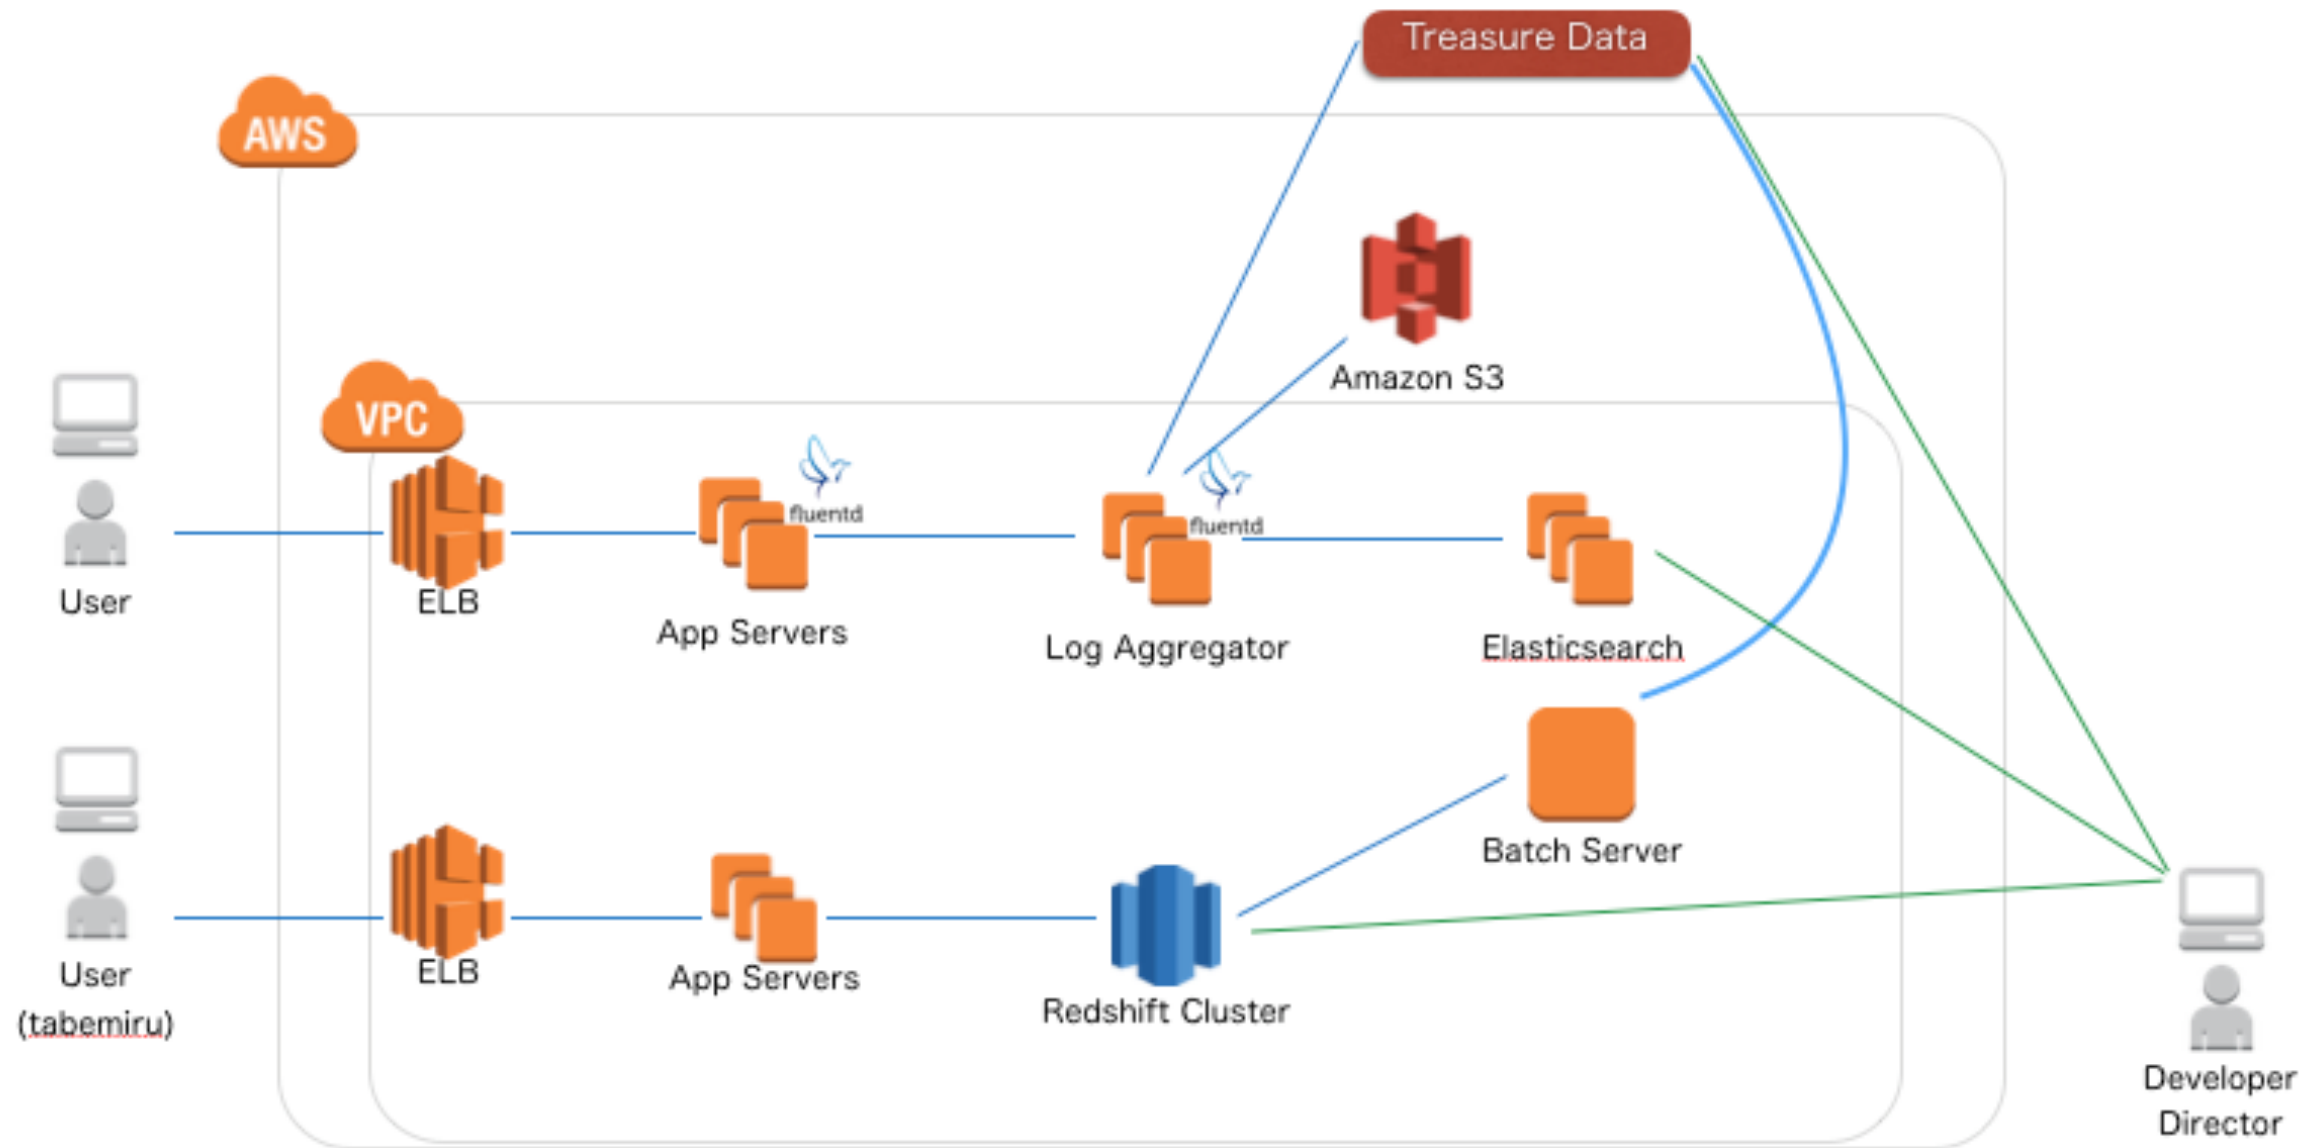 Treasure Data
AWS
Amazon S3
VPC
fluentd
fluentd
User
ELB
App Servers
Log Aggregator
Elasticsearch
Batch Server
User
(tabemiru)
ELB
App Servers
Redshift Cluster
Developer
Director